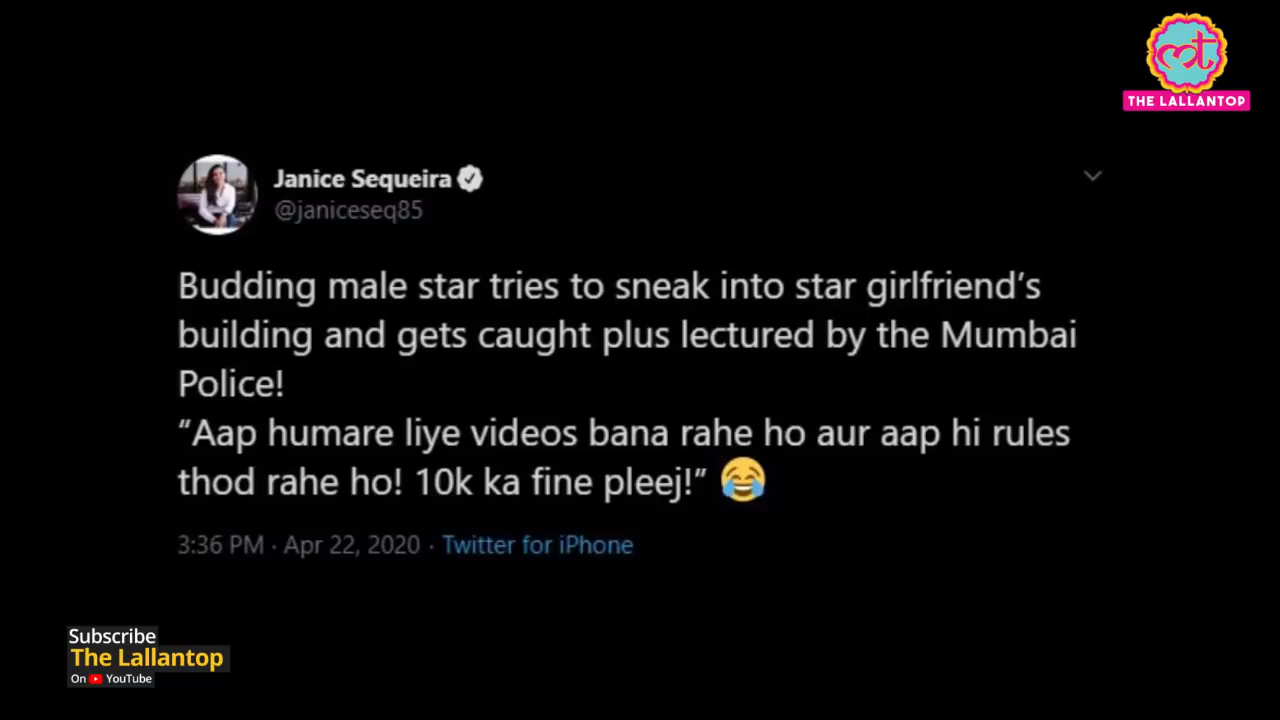 मत
THE LALLANTOP
Janice Sequeira
@janiceseq85
Budding male star tries to sneak into star girlfriend’s
building and gets caught plus lectured by the Mumbai
Police!
“Aap humare liye videos bana rahe ho aur aap hi rules
thod rahe ho! 10k ka fine pleej!” 😂
3:36 PM · Apr 22, 2020 · Twitter for iPhone
Subscribe
The Lallantop
On YouTube